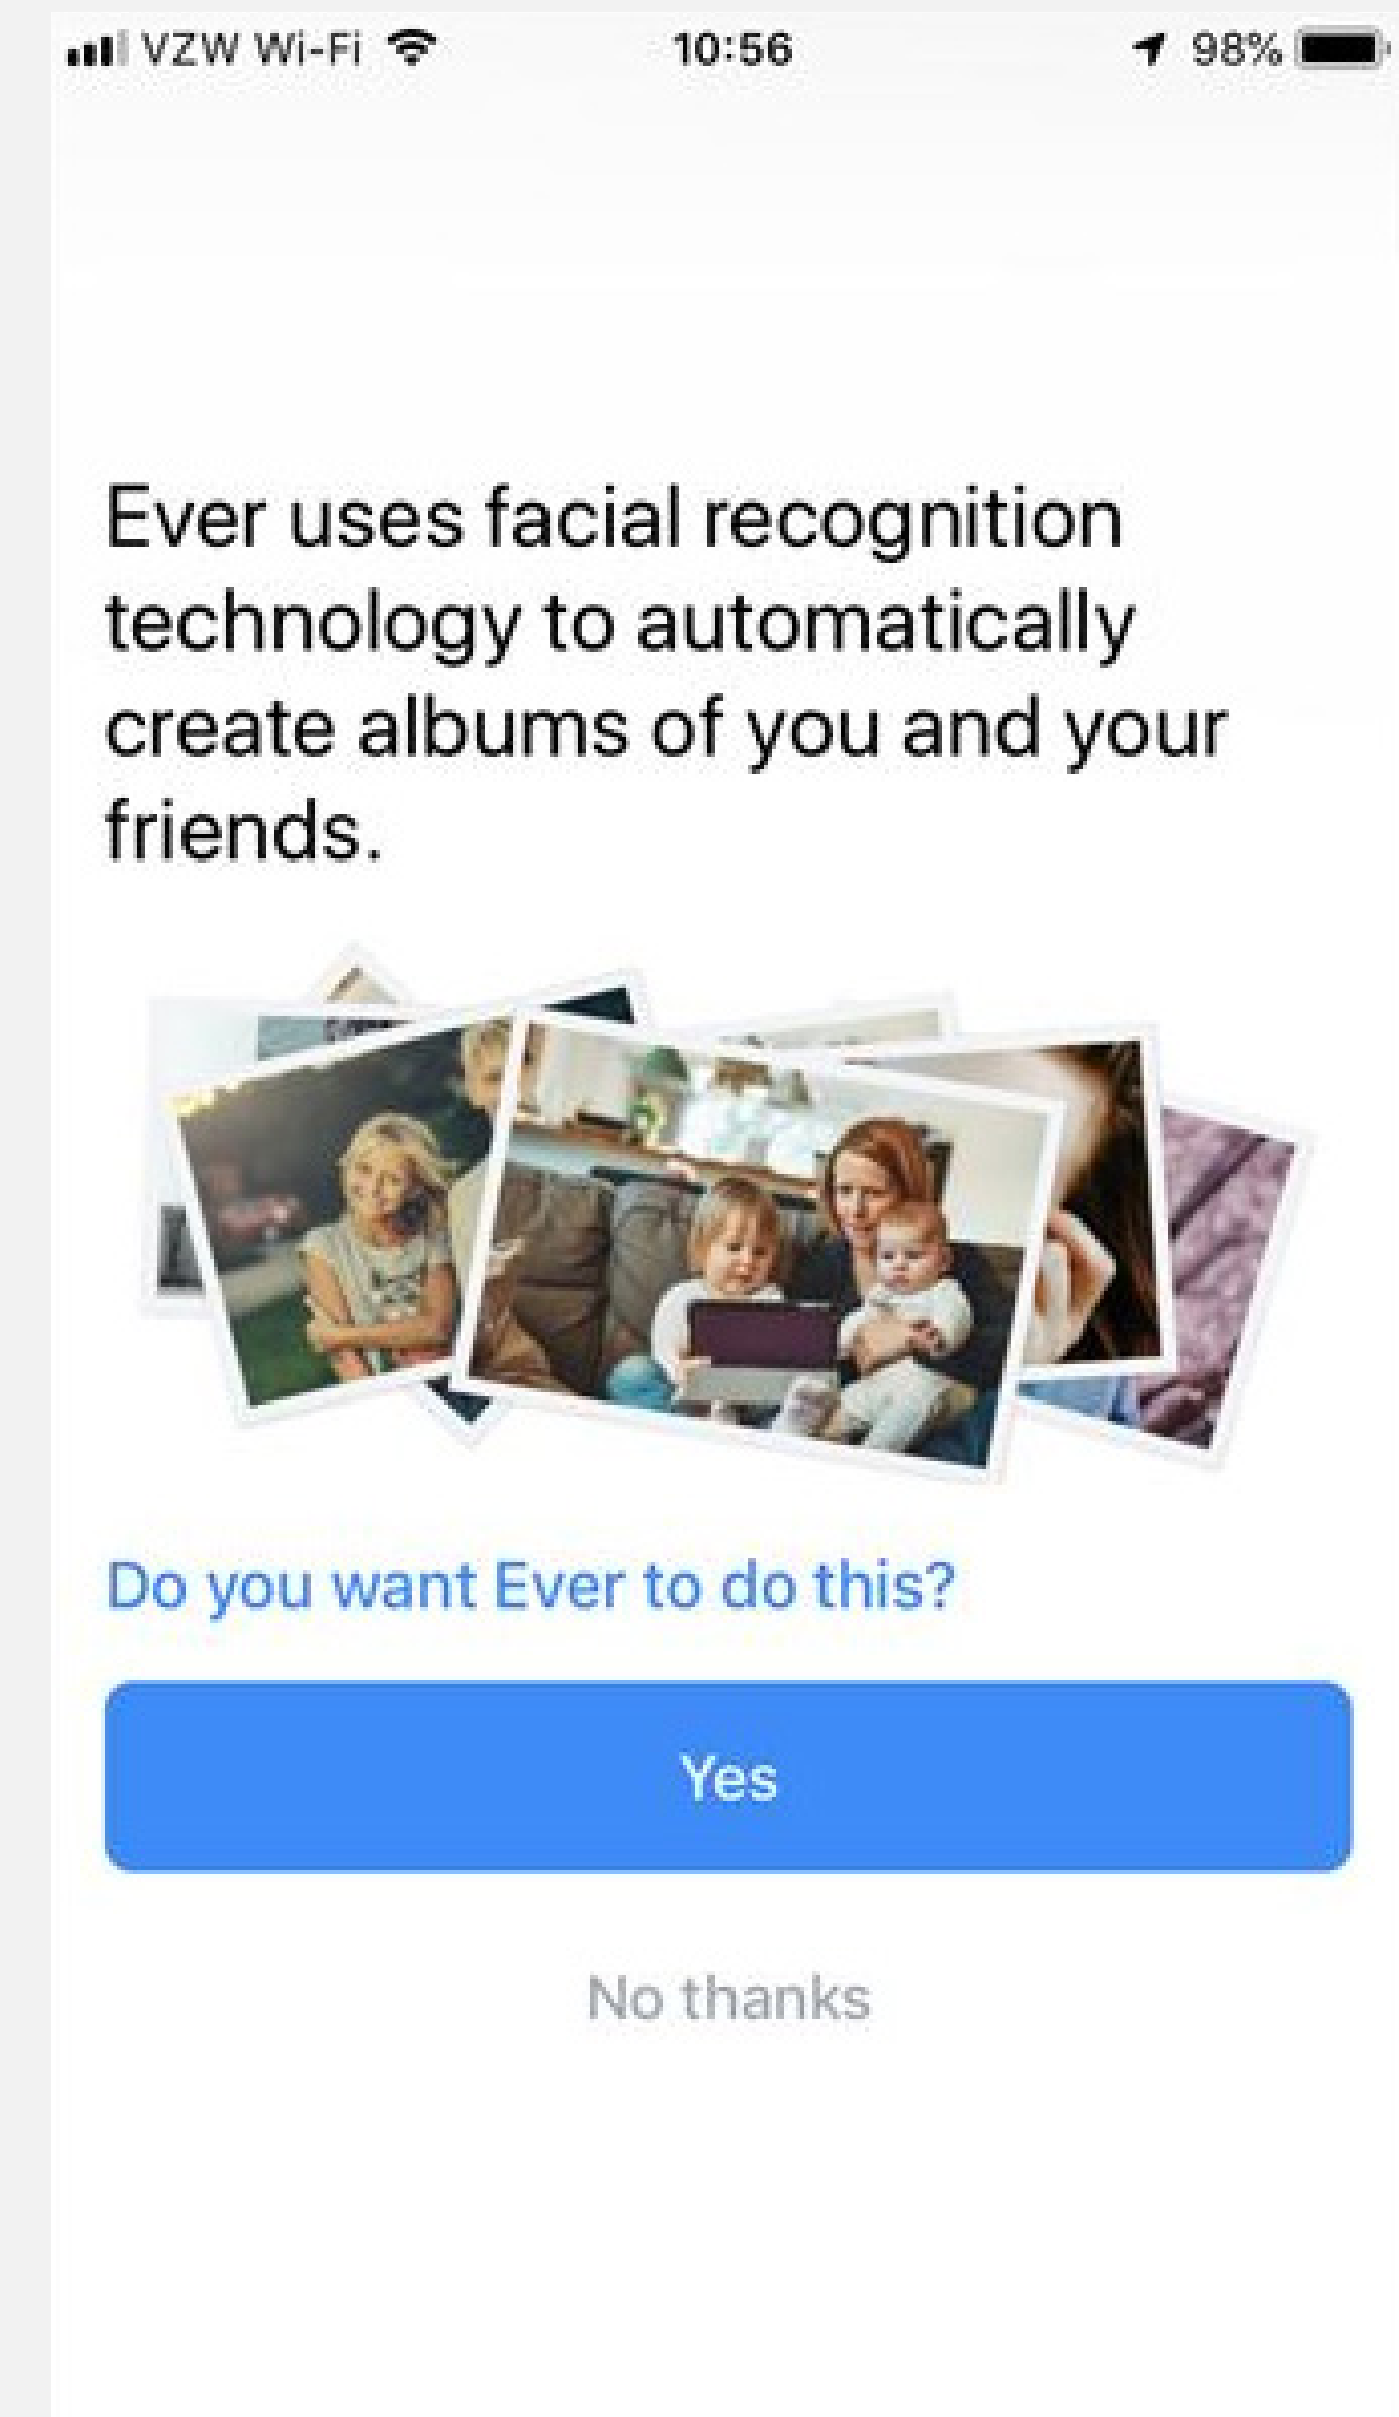 VZW Wi-Fi 10:56 98%
Ever uses facial recognition
technology to automatically
create albums of you and your
friends.
Do you want Ever to do this?
Yes
No thanks